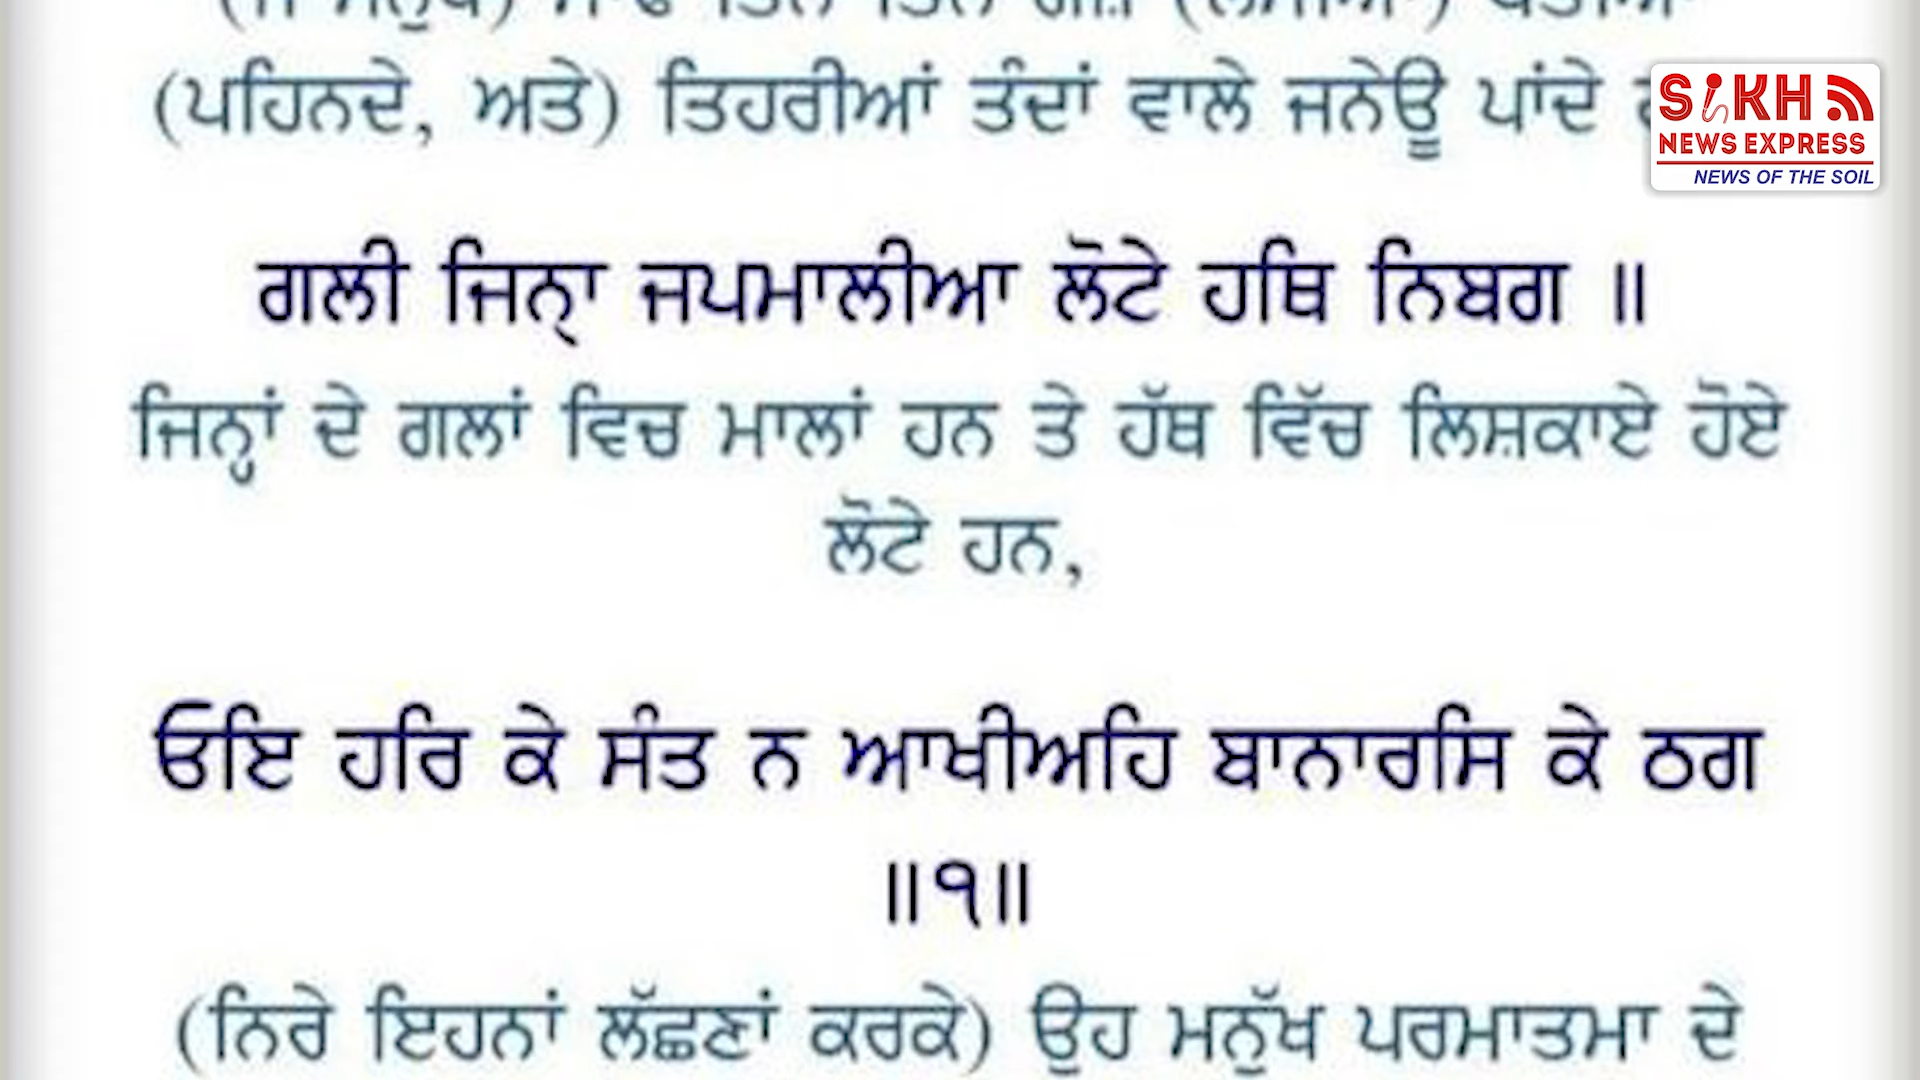 (ਪਹਿਨਦੇ, ਅਤੇ) ਤਿਹਰੀਆਂ ਤੰਦਾਂ ਵਾਲੇ ਜਨੇਊ ਪਾਂਦੇ
SiKH
NEWS EXPRESS
NEWS OF THE SOIL
ਗਲੀ ਜਿਨ੍ਹਾ ਜਪਮਾਲੀਆ ਲੋਟੇ ਹਥਿ ਨਿਬਗ ॥
ਜਿਨ੍ਹਾਂ ਦੇ ਗਲਾਂ ਵਿਚ ਮਾਲਾਂ ਹਨ ਤੇ ਹੱਥ ਵਿੱਚ ਲਿਸ਼ਕਾਏ ਹੋਏ
ਲੋਟੇ ਹਨ,
ਓਇ ਹਰਿ ਕੇ ਸੰਤ ਨ ਆਖੀਅਹਿ ਬਾਨਾਰਸਿ ਕੇ ਠਗ
॥੧॥
(ਨਿਰੇ ਇਹਨਾਂ ਲੱਛਣਾਂ ਕਰਕੇ) ਉਹ ਮਨੁੱਖ ਪਰਮਾਤਮਾ ਦੇ